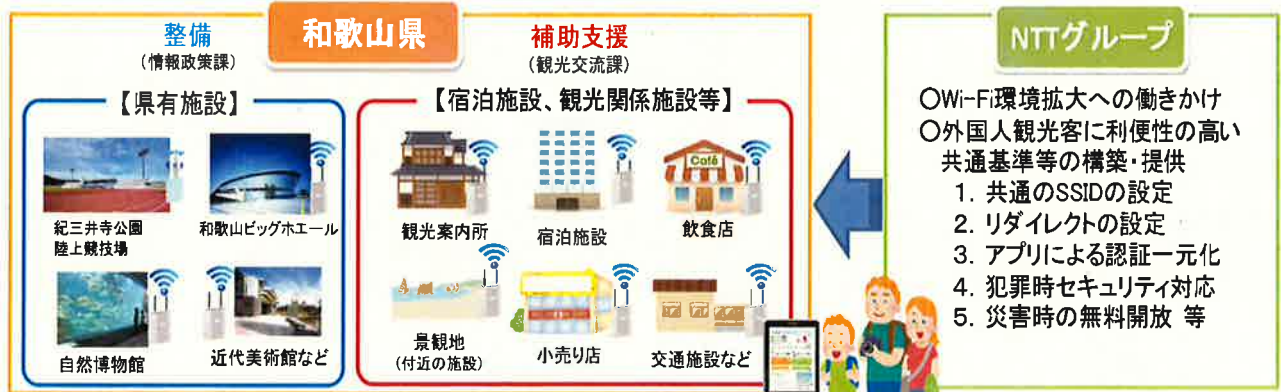 和歌山県
整備
(情報政策課)
補助支援
(観光交流課)
【県有施設】
紀三井寺公園
陸上競技場
和歌山ビッグホエール
自然博物館
近代美術館など
【宿泊施設、観光関係施設等】
観光案内所
宿泊施設
Café
飲食店
景観地
(付近の施設)
小売り店
交通施設など
NTTグループ
○Wi-Fi環境拡大への働きかけ
○外国人観光客に利便性の高い
共通基準等の構築・提供
1. 共通のSSIDの設定
2. リダイレクトの設定
3. アプリによる認証一元化
4. 犯罪時セキュリティ対応
5. 災害時の無料開放 等